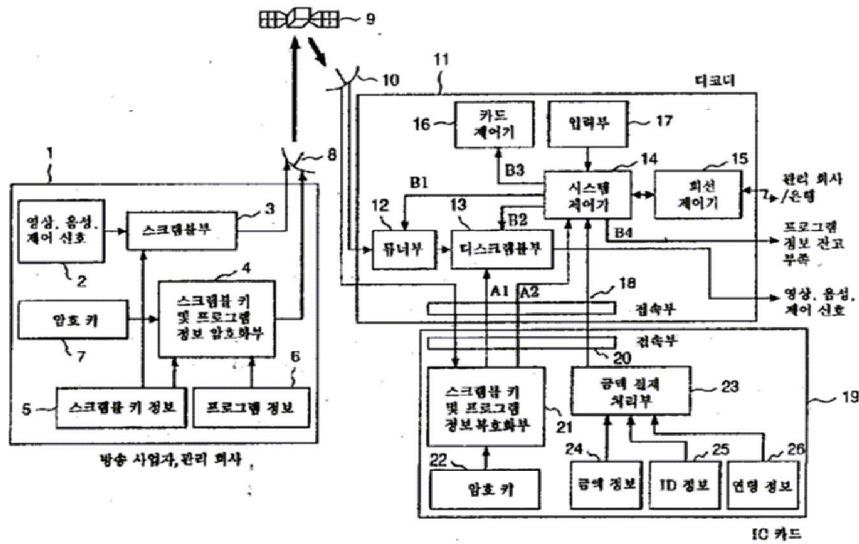 9
10
11
디코더
16
카드
제어기
입력부
17
1
8
B3
14
15
B1
시스템
제어기
회선
제어기
관리 회사
/은행
3
12
13
B2
영상, 음성,
제어 신호
스크램블부
B4
프로그램
정보 잔고
부족
2
4
튜너부
디스크램블부
18
A1
A2
스크램블 키
및 프로그램
정보 암호화부
영상, 음성,
제어 신호
암호 키
접속부
7
접속부
20
6
금액 결제
처리부
23
19
5
스크램블 키 정보
프로그램 정보
스크램블 키
및 프로그램
정보 복호화부
21
방송 사업자, 관리 회사
22
24
25
26
암호 키
금액 정보
ID 정보
연령 정보
IC 카드